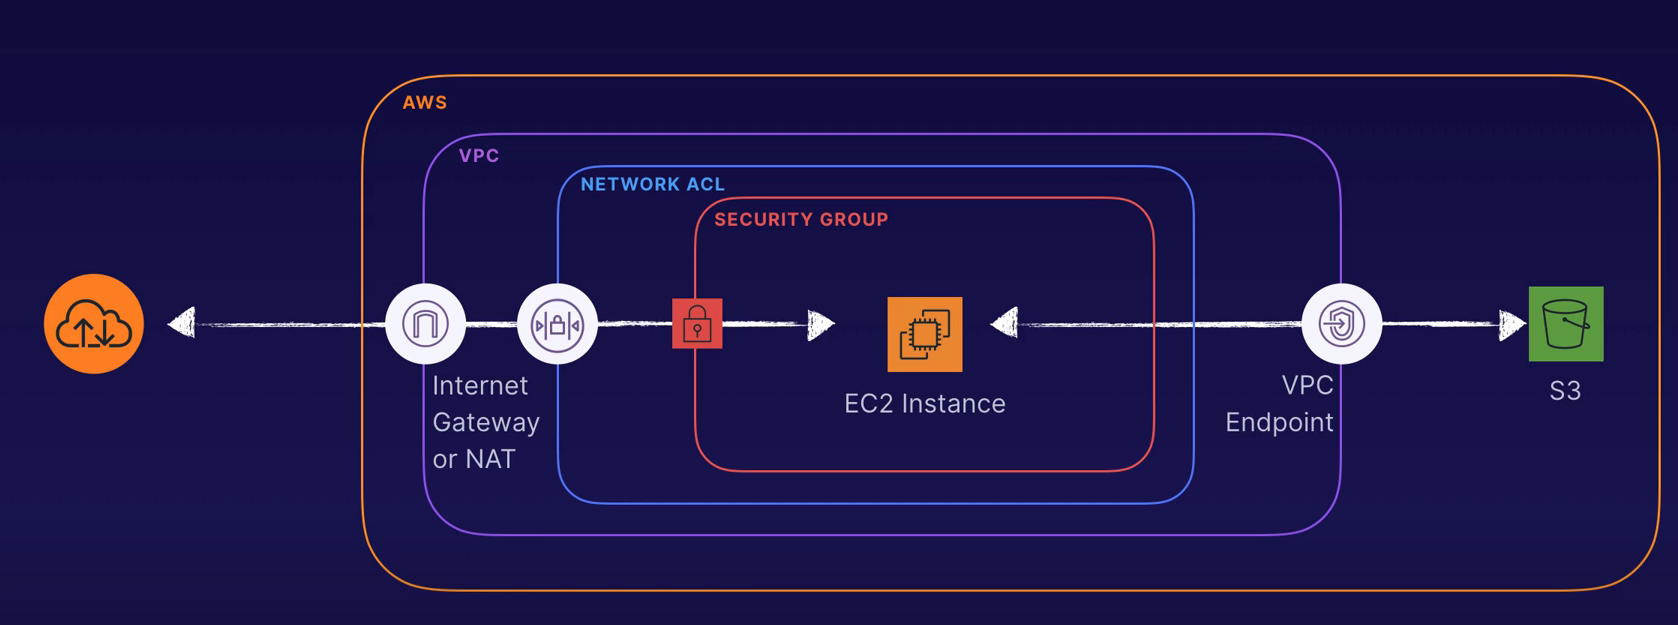 AWS
VPC
NETWORK ACL
SECURITY GROUP
Internet
Gateway
or NAT
EC2 Instance
VPC
Endpoint
S3